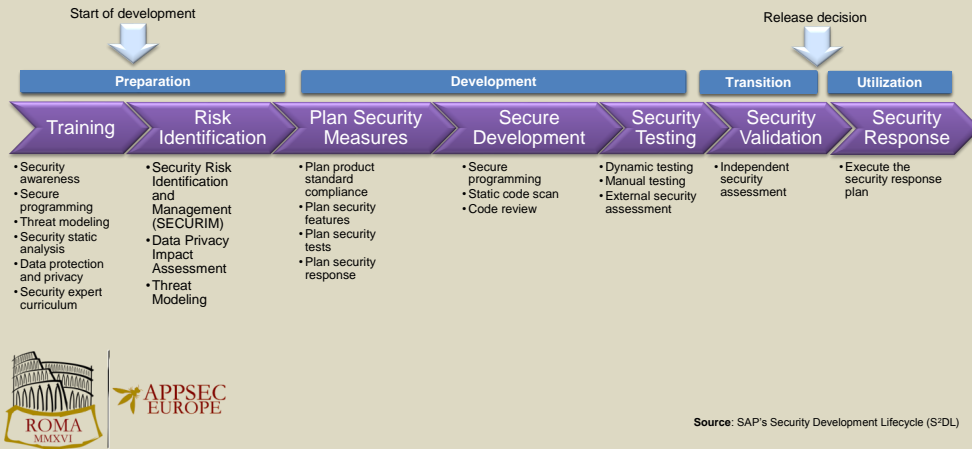 Start of development
Release decision
Preparation
Development
Transition
Utilization
Training
Risk
Identification
Plan Security
Measures
Secure
Development
Security
Testing
Security
Validation
Security
Response
• Security
awareness
• Secure
programming
• Threat modeling
• Security static
analysis
• Data protection
and privacy
• Security expert
curriculum
• Security Risk
Identification
and
Management
(SECURIM)
• Data Privacy
Impact
Assessment
• Threat
Modeling
• Plan product
standard
compliance
• Plan security
features
• Plan security
tests
• Plan security
response
• Secure
programming
• Static code scan
• Code review
• Dynamic testing
• Manual testing
• External security
assessment
• Independent
security
assessment
• Execute the
security response
plan
ROMA
MMXVI
APPSEC
EUROPE
Source: SAP's Security Development Lifecycle (S²DL)